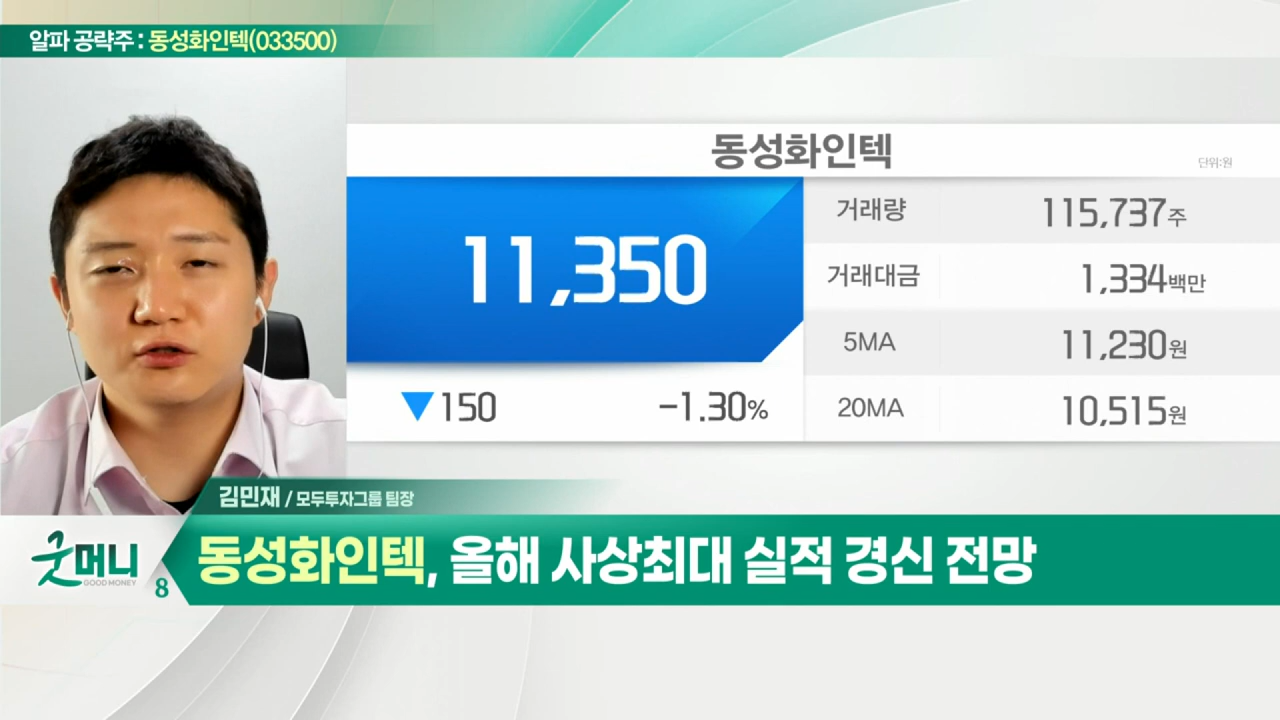 알파 공략주 : 동성화인텍(033500)
동성화인텍
단위:원
11,350
▼150 -1.30%
거래량 115,737주
거래대금 1,334백만
5MA 11,230원
20MA 10,515원
김민재 / 모두투자그룹 팀장
굿머니
GOOD MONEY
8
동성화인텍, 올해 사상최대 실적 경신 전망